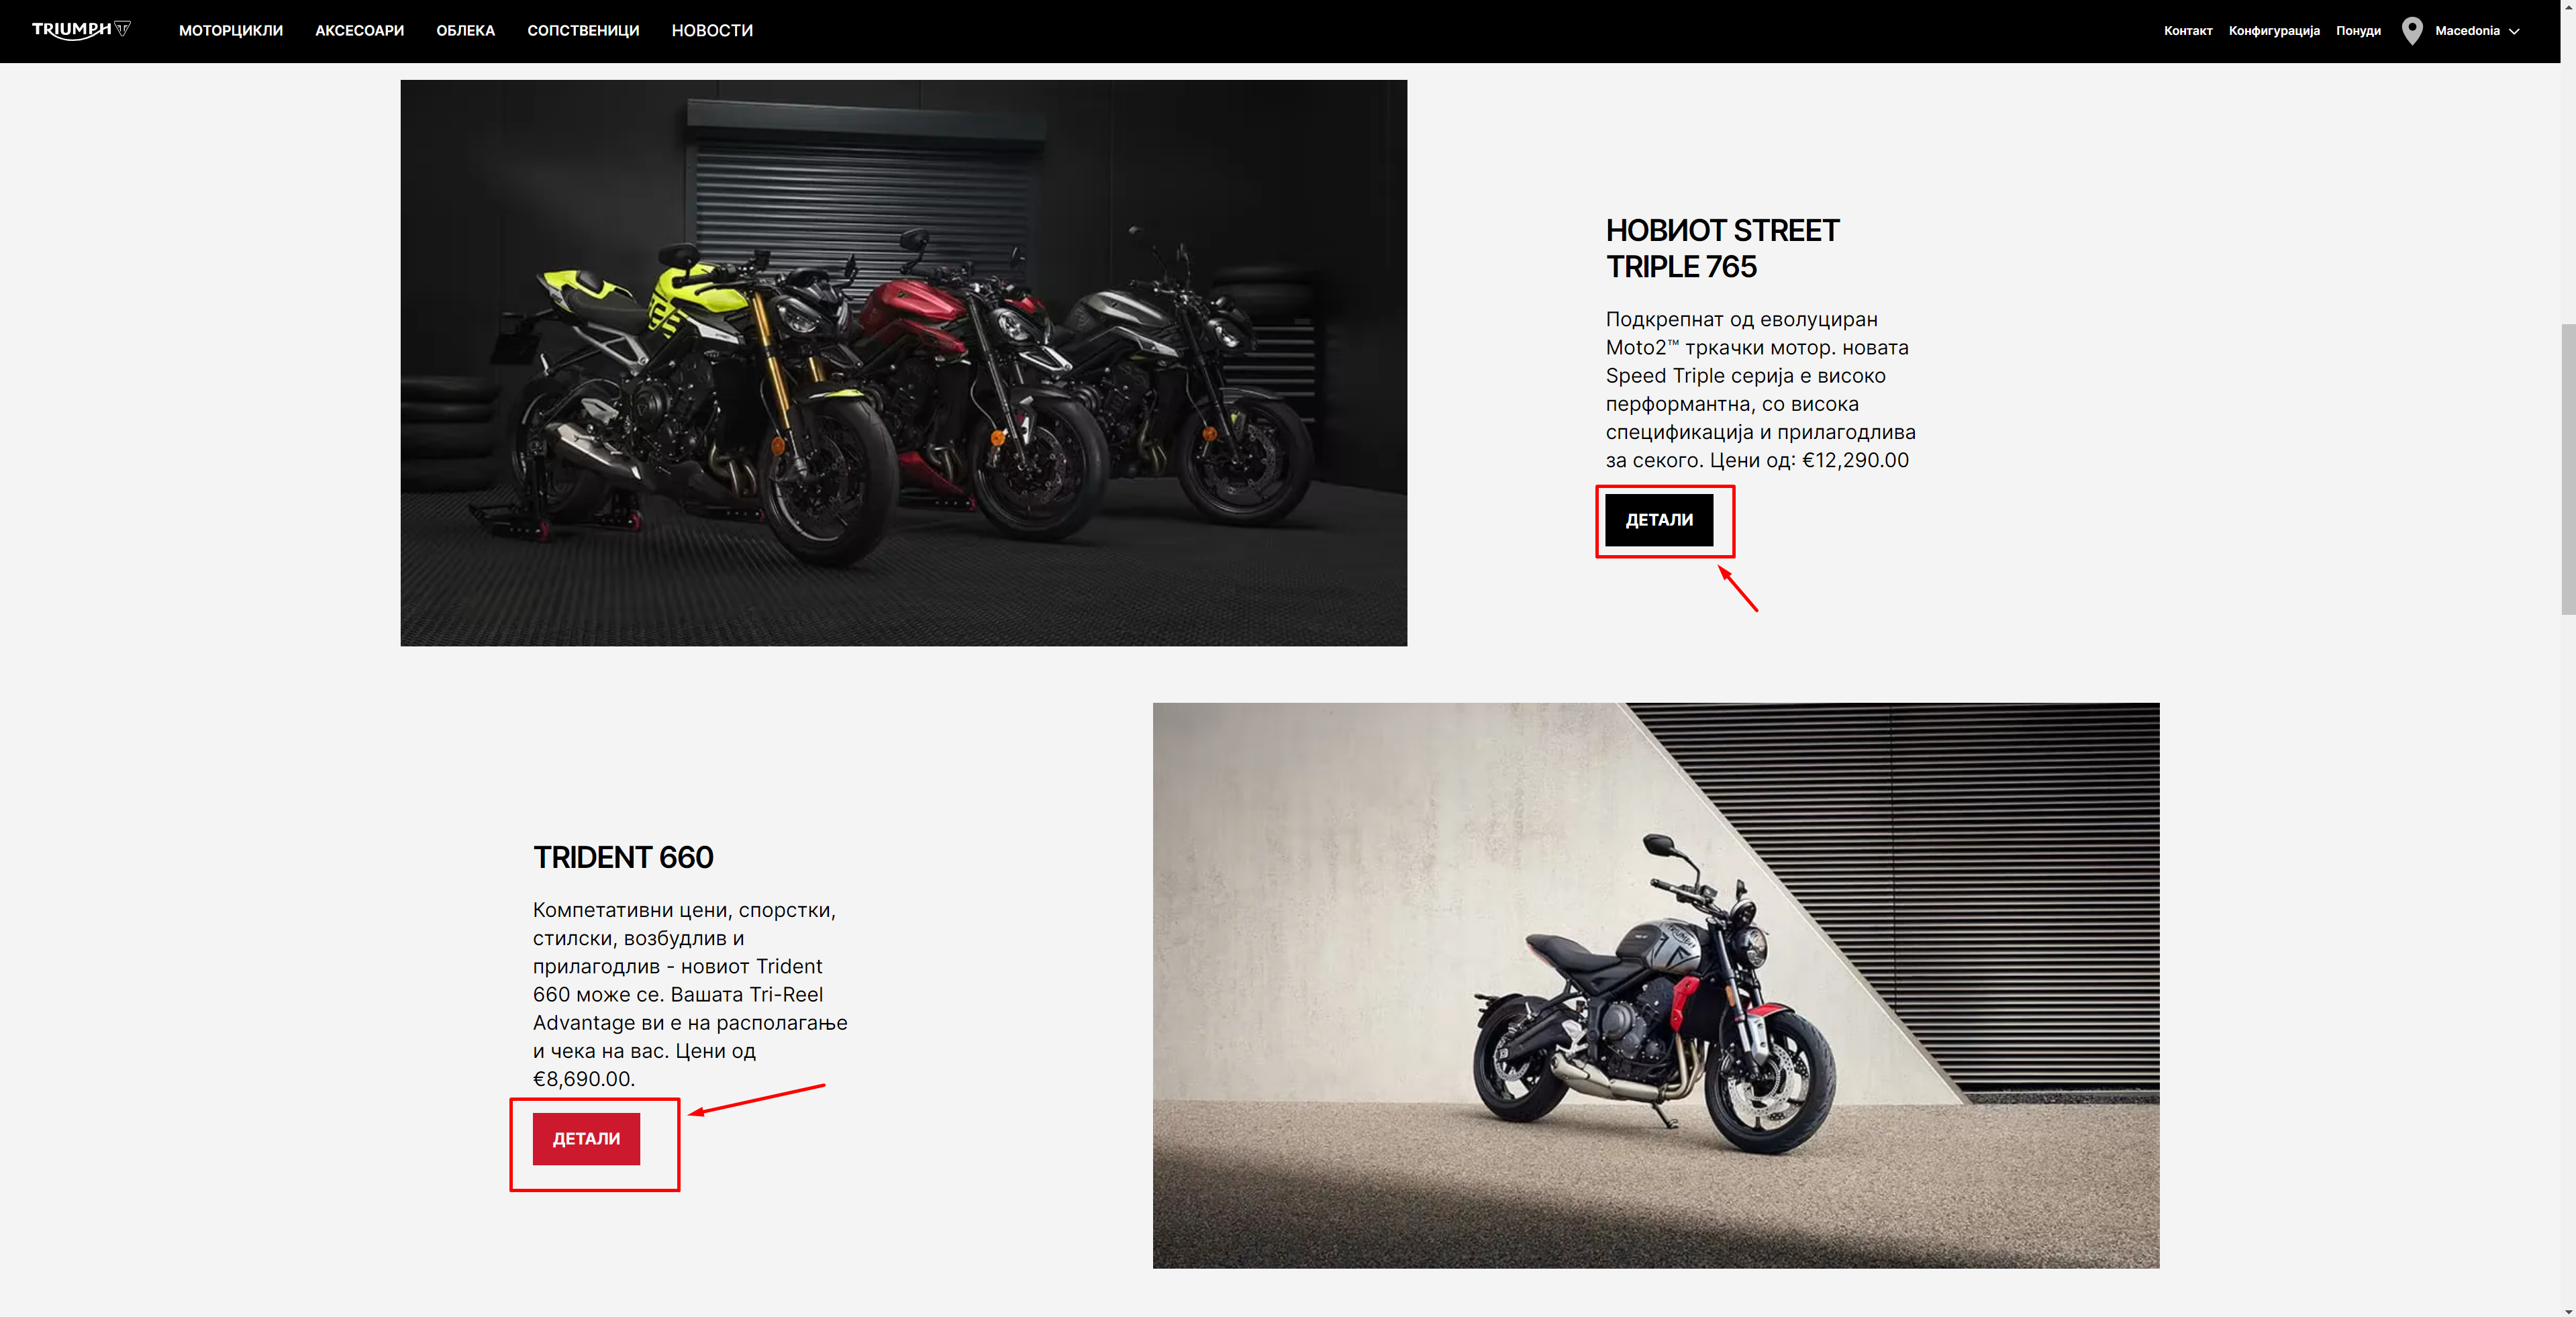 TRIUMPH
МОТОРЦИКЛИ АКСЕСОАРИ ОБЛЕКА СОПСТВЕНИЦИ НОВОСТИ Контакт Конфигурација Понуди Macedonia
НОВИОТ STREET
TRIPLE 765
Подкрепнат од еволуциран
Moto2™ тркачки мотор. новата
Speed Triple серија е високо
перформантна, со висока
спецификација и прилагодлива
за секого. Цени од: €12,290.00
ДЕТАЛИ
TRIDENT 660
Компетативни цени, спорстки,
стилски, возбудлив и
прилагодлив - новиот Trident
660 може се. Вашата Tri-Reel
Advantage ви е на располагање
и чека на вас. Цени од
€8,690.00.
ДЕТАЛИ
TRIUMPH